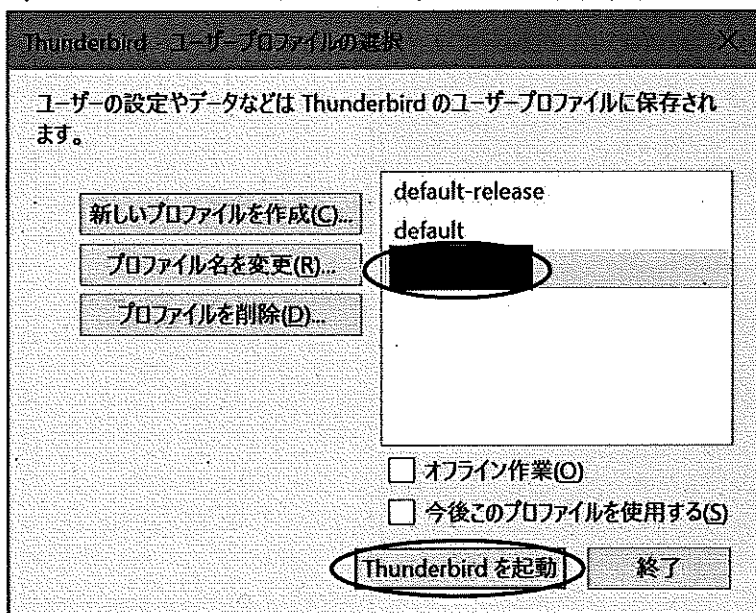 Thunderbird - ユーザープロファイルの選択
ユーザーの設定やデータなどは Thunderbird のユーザープロファイルに保存され
ます。
新しいプロファイルを作成(C)...
プロファイル名を変更(R)...
プロファイルを削除(D)...
default-release
default
オフライン作業(O)
今後このプロファイルを使用する(S)
Thunderbird を起動
終了